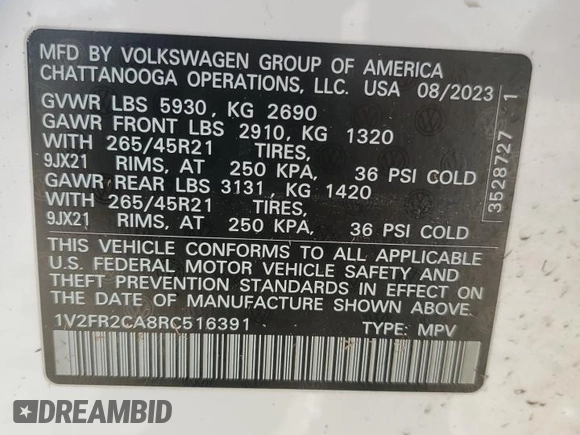 MFD BY VOLKSWAGEN GROUP OF AMERICA
CHATTANOOGA OPERATIONS, LLC. USA 08/2023
GVWR LBS 5930, KG 2690
GAWR FRONT LBS 2910, KG 1320
WITH 265/45R21 TIRES,
9JX21 RIMS, AT 250 KPA, 36 PSI COLD
GAWR REAR LBS 3131, KG 1420
WITH 265/45R21 TIRES,
9JX21 RIMS, AT 250 KPA, 36 PSI COLD
THIS VEHICLE CONFORMS TO ALL APPLICABLE
U.S. FEDERAL MOTOR VEHICLE SAFETY AND
THEFT PREVENTION STANDARDS IN EFFECT ON
THE DATE OF MANUFACTURE SHOWN ABOVE.
1V2FR2CA8RC516391 TYPE: MPV
3528727 1
DREAMBID